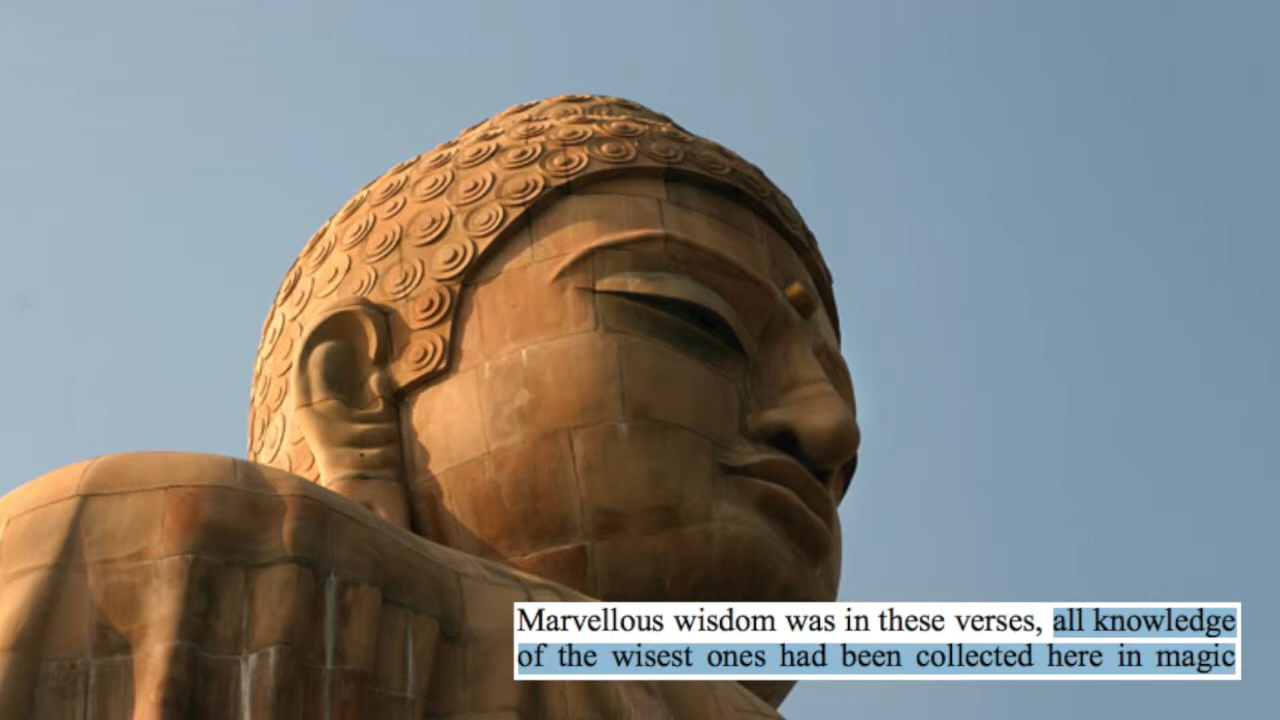 Marvellous wisdom was in these verses, all knowledge
of the wisest ones had been collected here in magic